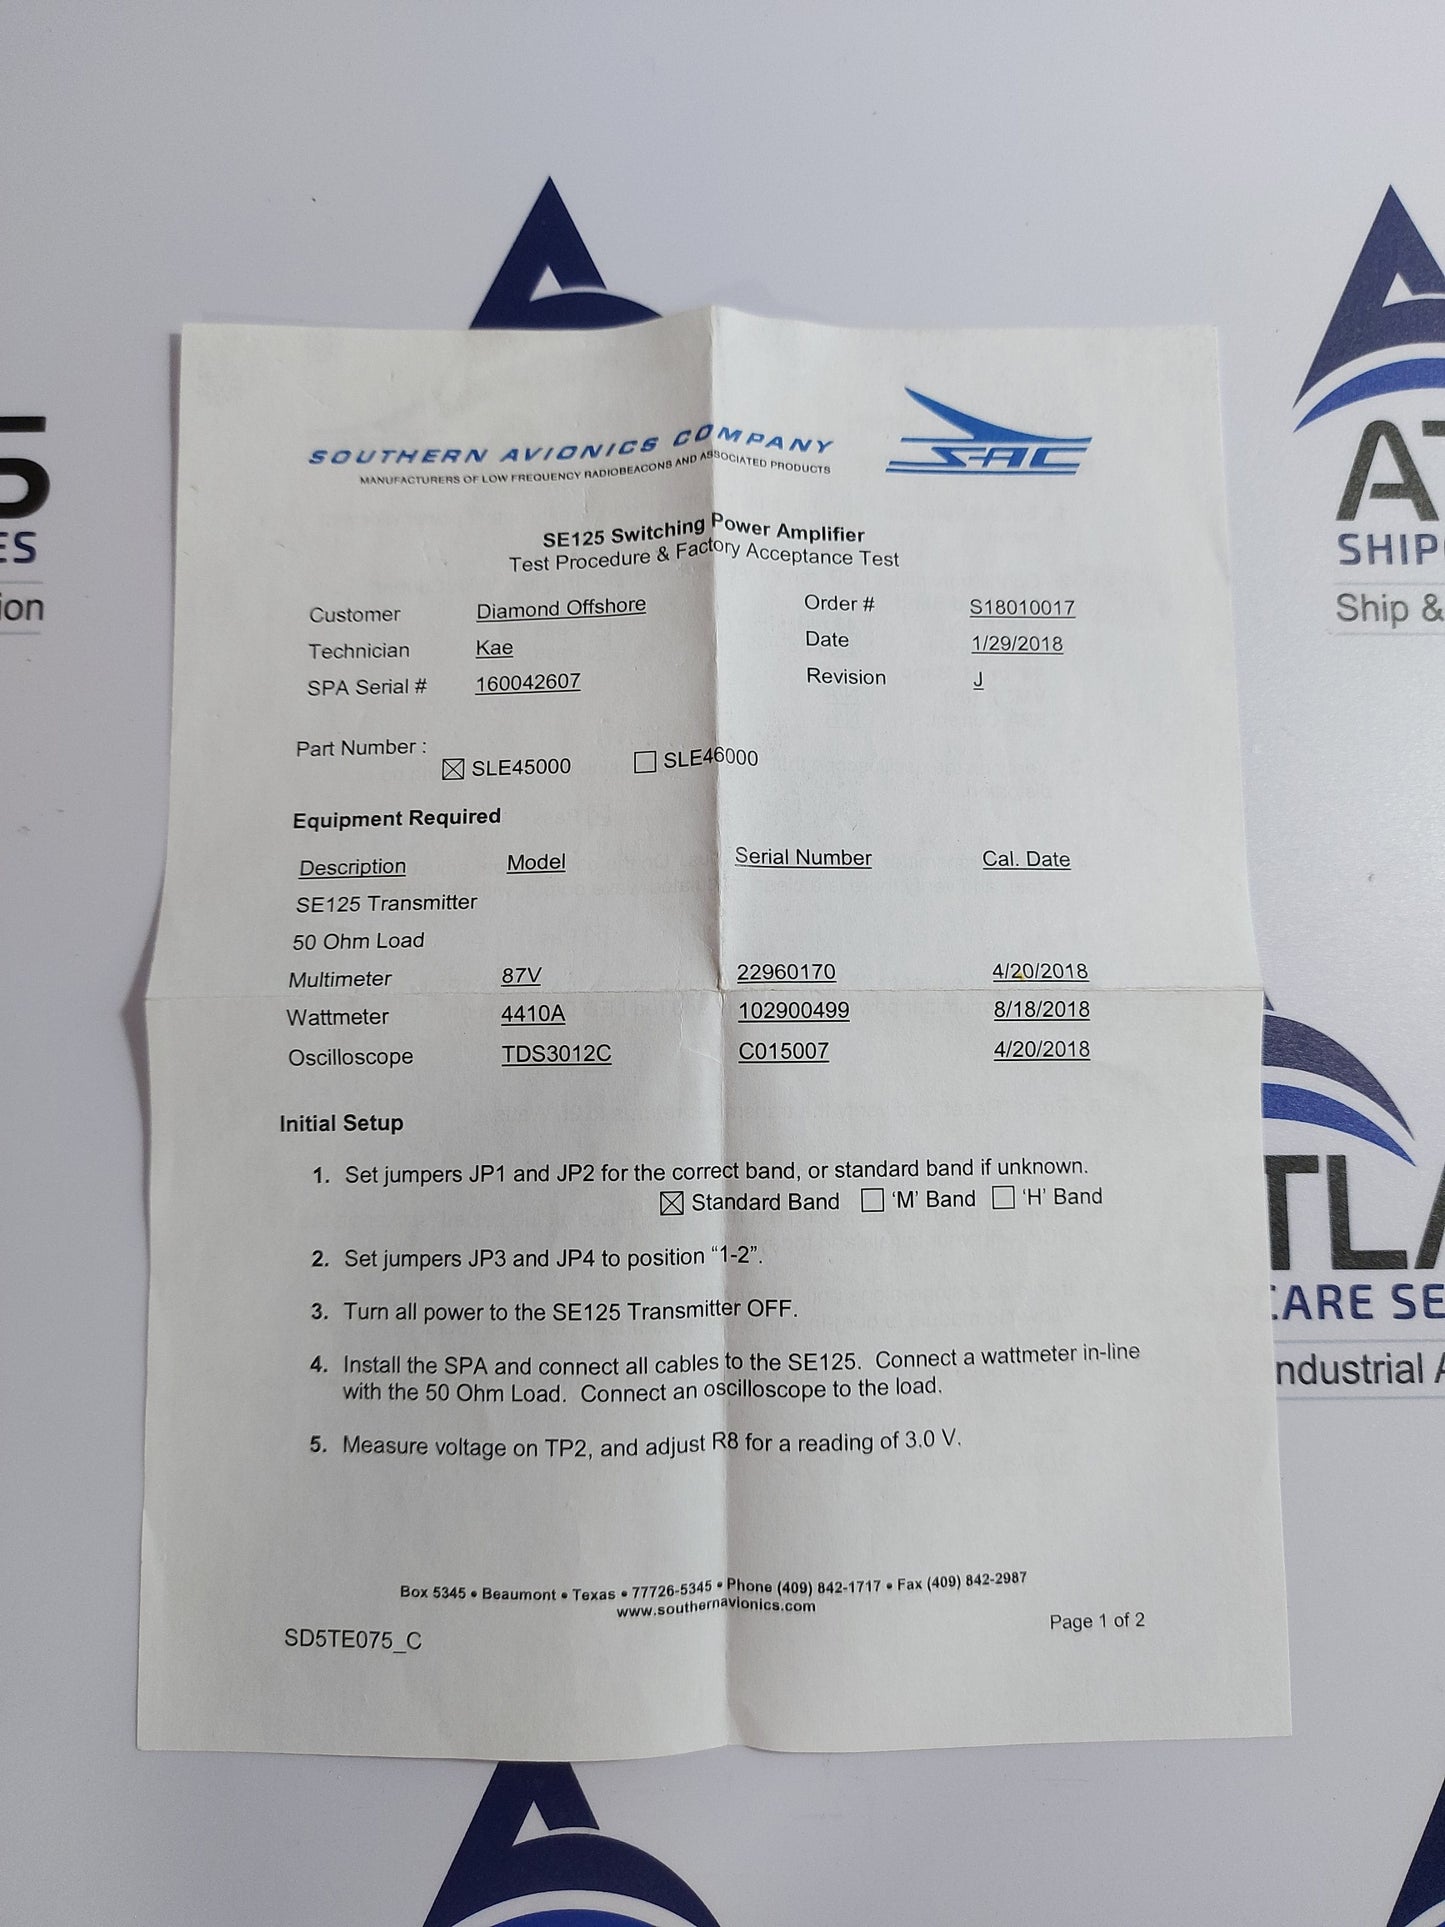 SOUTHERN AVIONICS COMPANY
MANUFACTURERS OF LOW FREQUENCY RADIOBEACONS AND ASSOCIATED PRODUCTS
SAC
SE125 Switching Power Amplifier
Test Procedure & Factory Acceptance Test
Customer Diamond Offshore Order # S18010017
Technician Kae Date 1/29/2018
SPA Serial # 160042607 Revision J
Part Number : ☒ SLE45000 ☐ SLE46000
Equipment Required
Description Model Serial Number Cal. Date
SE125 Transmitter
50 Ohm Load
Multimeter 87V 22960170 4/20/2018
Wattmeter 4410A 102900499 8/18/2018
Oscilloscope TDS3012C C015007 4/20/2018
Initial Setup
1. Set jumpers JP1 and JP2 for the correct band, or standard band if unknown.
☒ Standard Band ☐ ‘M’ Band ☐ ‘H’ Band
2. Set jumpers JP3 and JP4 to position “1-2”.
3. Turn all power to the SE125 Transmitter OFF.
4. Install the SPA and connect all cables to the SE125. Connect a wattmeter in-line
with the 50 Ohm Load. Connect an oscilloscope to the load.
5. Measure voltage on TP2, and adjust R8 for a reading of 3.0 V.
Box 5345 • Beaumont • Texas • 77726-5345 • Phone (409) 842-1717 • Fax (409) 842-2987
www.southernavionics.com
SD5TE075_C Page 1 of 2
ES
ion
AT
SHIP
Ship &
TLA
CARE SE
ndustrial A